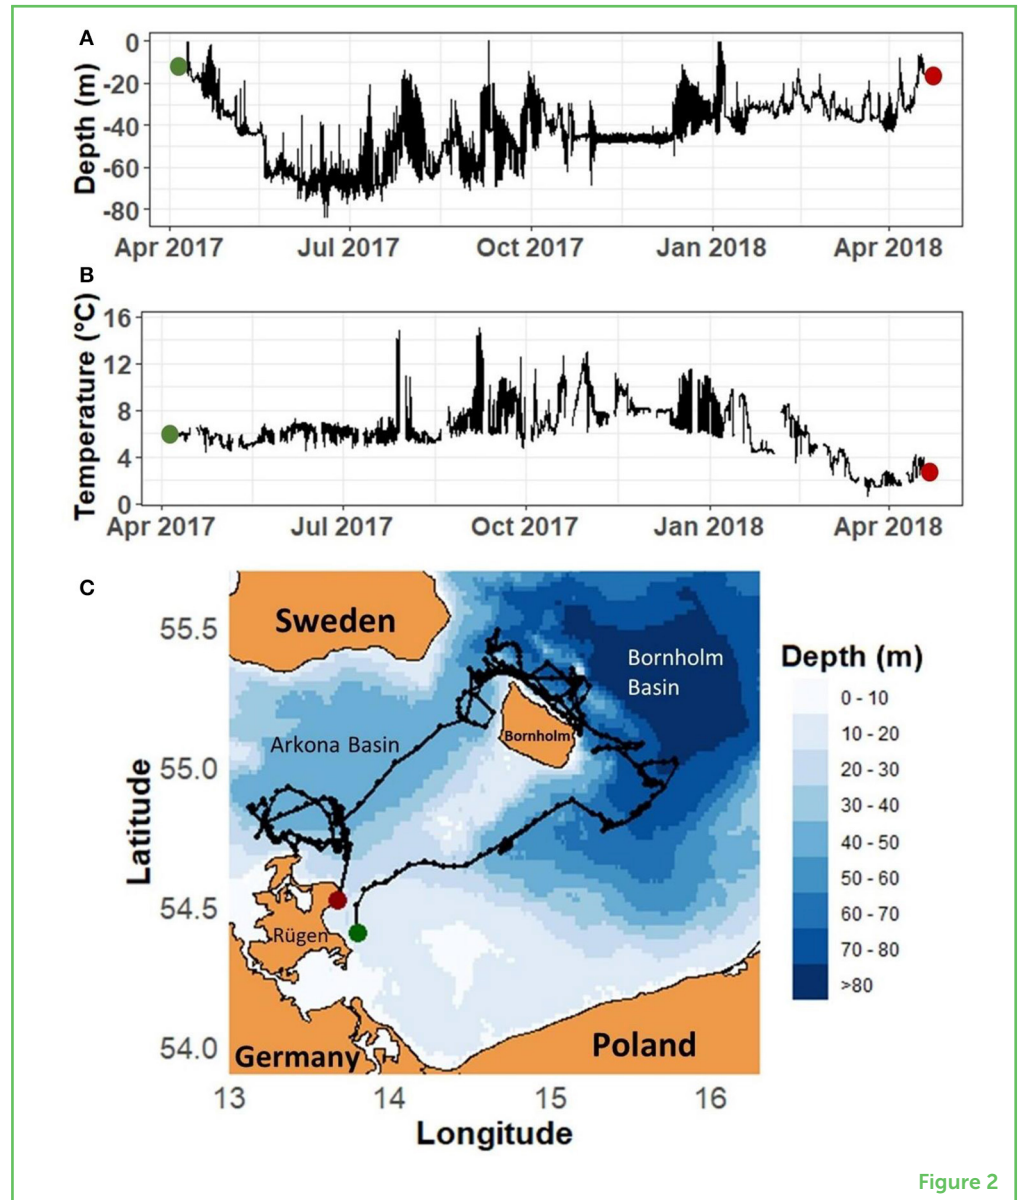 A
Depth (m)
0
-20
-40
-60
-80
Apr 2017 Jul 2017 Oct 2017 Jan 2018 Apr 2018
B
Temperature (°C)
16
12
8
4
0
Apr 2017 Jul 2017 Oct 2017 Jan 2018 Apr 2018
C
Sweden
55.5
Bornholm
Basin
Depth (m)
0 - 10
10 - 20
20 - 30
30 - 40
40 - 50
50 - 60
60 - 70
70 - 80
>80
Bornholm
Arkona Basin
55.0
Latitude
54.5
Rügen
54.0
Germany
Poland
13 14 15 16
Longitude
Figure 2